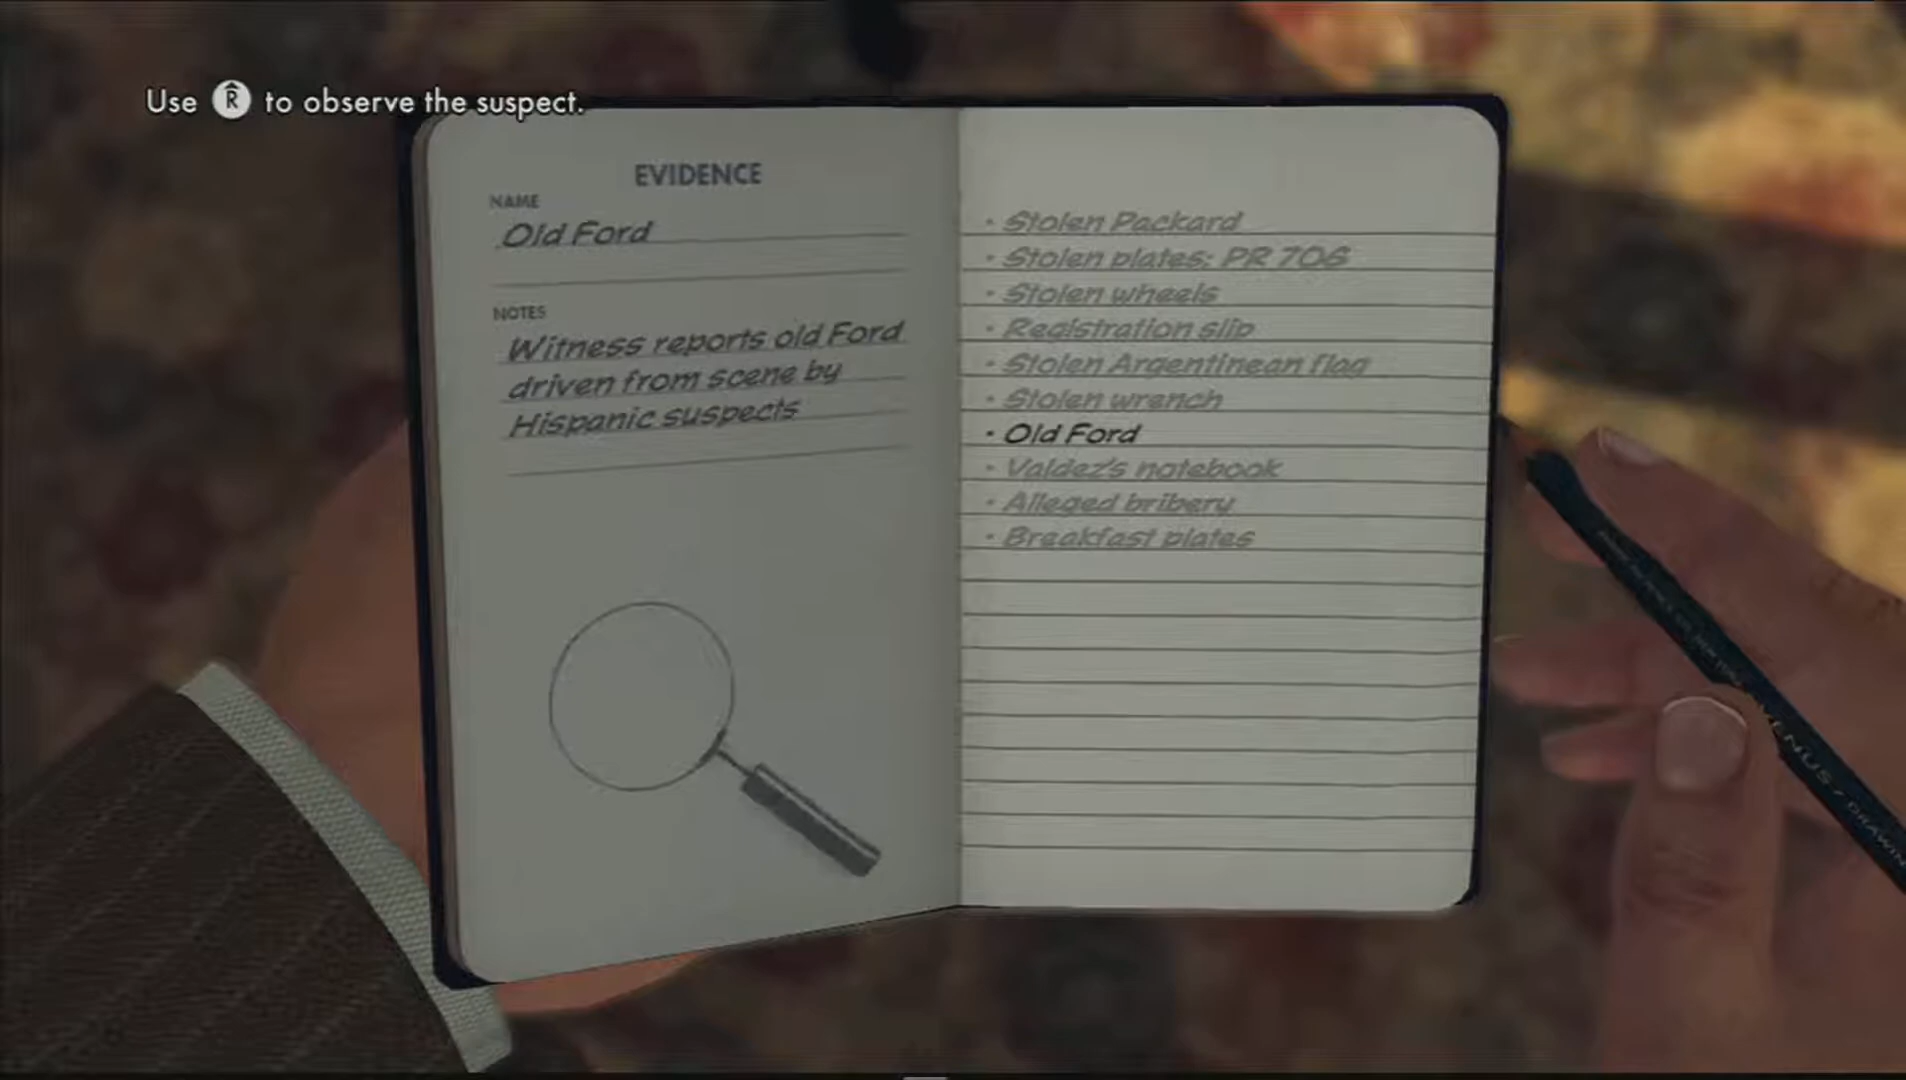 Use R to observe the suspect.
EVIDENCE
NAME
Old Ford
NOTES
Witness reports old Ford
driven from scene by
Hispanic suspects
• Stolen Packard
• Stolen plates: PR 706
• Stolen wheels
• Registration slip
• Stolen Argentinean flag
• Stolen wrench
• Old Ford
• Valdez's notebook
• Alleged bribery
• Breakfast plates
VENUS / DRAWIN